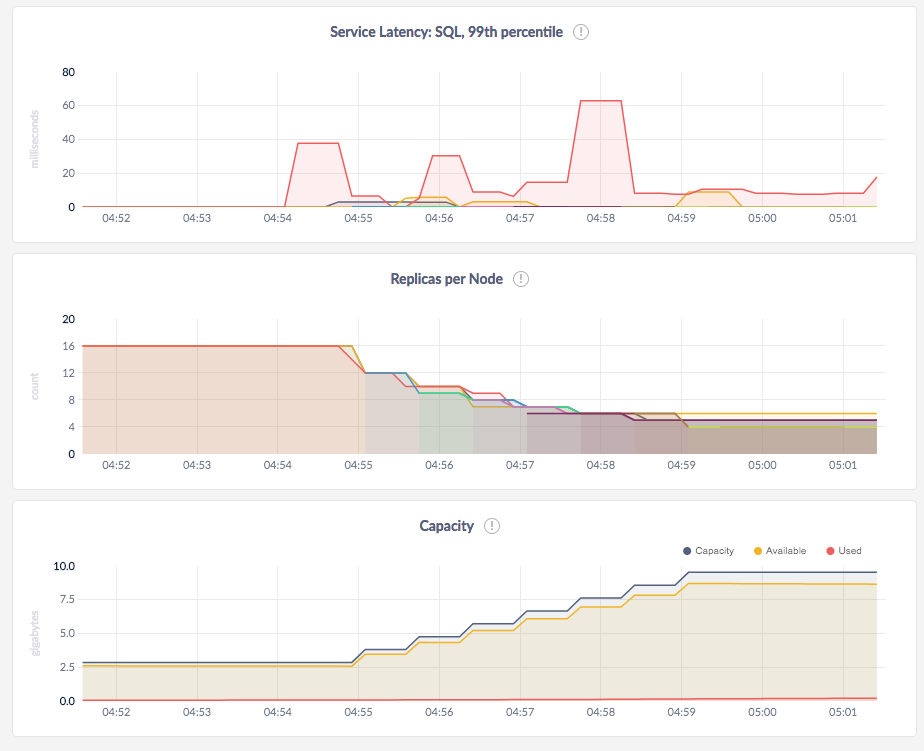 Service Latency: SQL, 99th percentile !
milliseconds
80
60
40
20
0
04:52 04:53 04:54 04:55 04:56 04:57 04:58 04:59 05:00 05:01
Replicas per Node !
count
20
16
12
8
4
0
04:52 04:53 04:54 04:55 04:56 04:57 04:58 04:59 05:00 05:01
Capacity !
Capacity Available Used
gigabytes
10.0
7.5
5.0
2.5
0.0
04:52 04:53 04:54 04:55 04:56 04:57 04:58 04:59 05:00 05:01